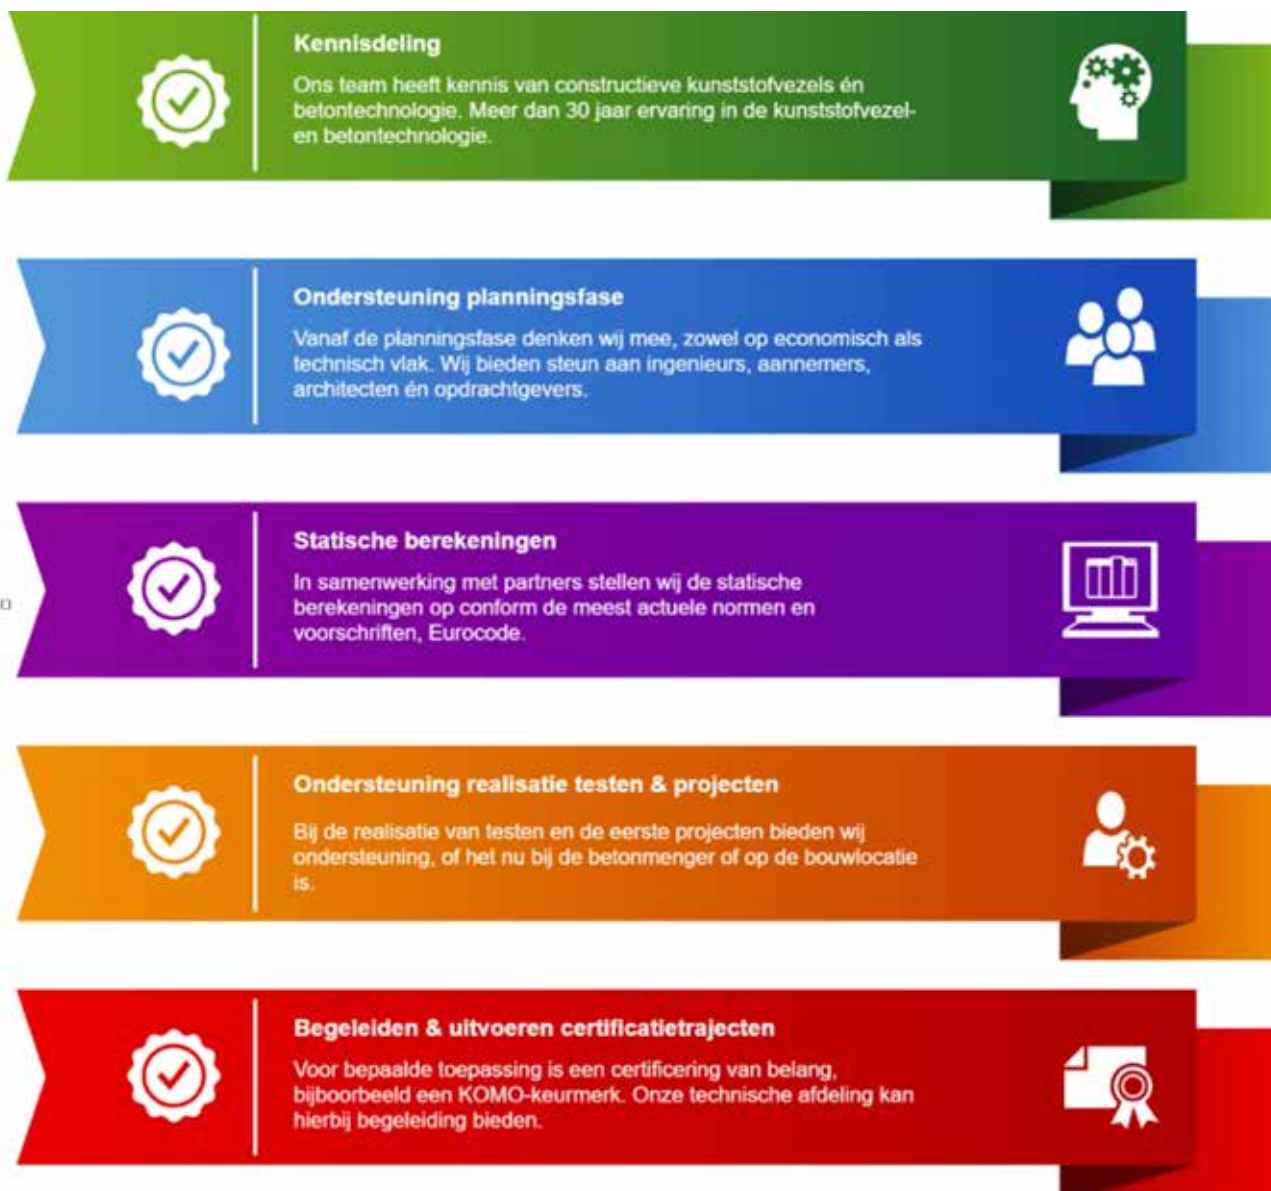 Kennisdeling
Ons team heeft kennis van constructieve kunststofvezels én
betontechnologie. Meer dan 30 jaar ervaring in de kunststofvezel-
en betontechnologie.
Ondersteuning planningsfase
Vanaf de planningsfase denken wij mee, zowel op economisch als
technisch vlak. Wij bieden steun aan ingenieurs, aannemers,
architecten én opdrachtgevers.
Statische berekeningen
In samenwerking met partners stellen wij de statische
berekeningen op conform de meest actuele normen en
voorschriften, Eurocode.
Ondersteuning realisatie testen & projecten
Bij de realisatie van testen en de eerste projecten bieden wij
ondersteuning, of het nu bij de betonmenger of op de bouwlocatie
is.
Begeleiden & uitvoeren certificatietrajecten
Voor bepaalde toepassing is een certificering van belang,
bijboorbeeld een KOMO-keurmerk. Onze technische afdeling kan
hierbij begeleiding bieden.